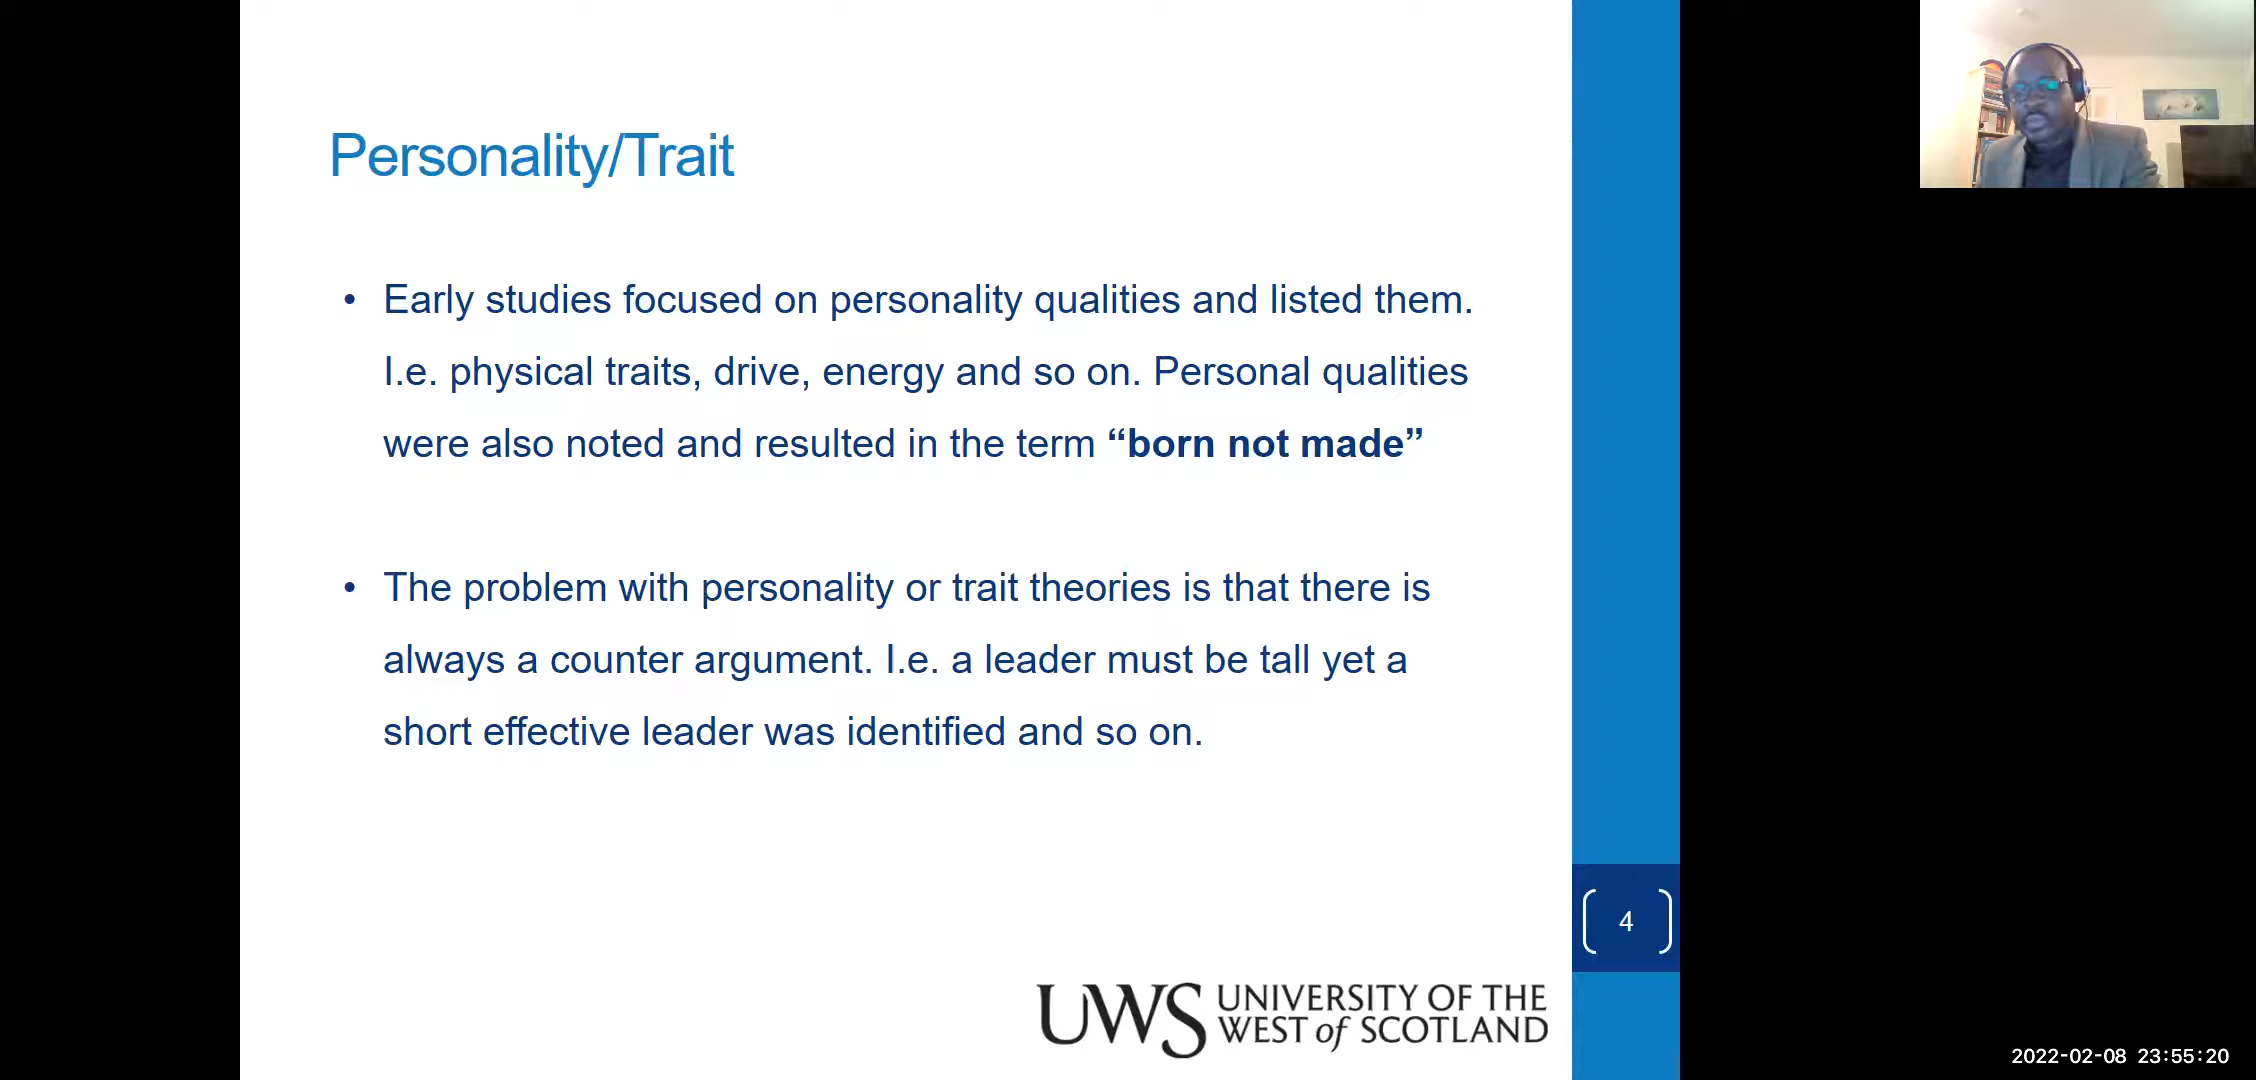 Personality/Trait
• Early studies focused on personality qualities and listed them.
I.e. physical traits, drive, energy and so on. Personal qualities
were also noted and resulted in the term “born not made”
• The problem with personality or trait theories is that there is
always a counter argument. I.e. a leader must be tall yet a
short effective leader was identified and so on.
4
UWS UNIVERSITY OF THE
WEST of SCOTLAND
2022-02-08 23:55:20